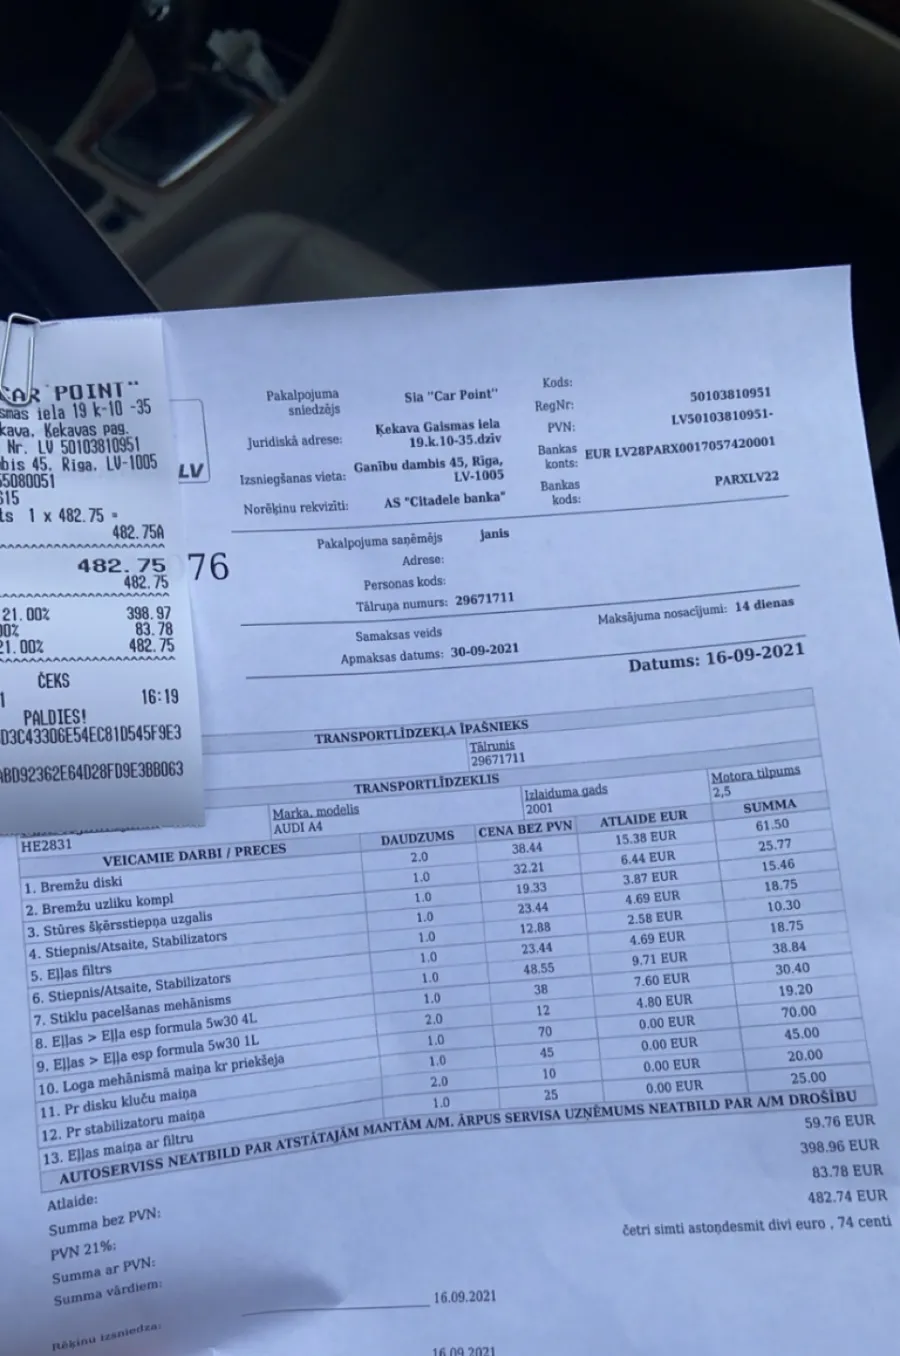 CAR POINT"
smas iela 19 k-10 -35
kava, Ķekavas pag.
Nr. LV 50103810951
bis 45, Rīga, LV-1005
55080051
615
ts 1 x 482.75 =
482.75A
482.75
482.75
21.00% 398.97
00% 83.78
21.00% 482.75
ČEKS
1 16:19
PALDIES!
D3C43306E54EC81D545F9E3
ABD92362E64D28FD9E3BB063
LV
76
Pakalpojuma sniedzējs Sia "Car Point"
Juridiskā adrese: Ķekava Gaismas iela 19.k.10-35.dzīv
Izsniegšanas vieta: Ganību dambis 45, Rīga, LV-1005
Norēķinu rekvizīti: AS "Citadele banka"
Kods:
RegNr: 50103810951
PVN: LV50103810951-
Bankas konts: EUR LV28PARX0017057420001
Bankas kods: PARXLV22
Pakalpojuma saņēmējs Janis
Adrese:
Personas kods:
Tālruņa numurs: 29671711
Samaksas veids
Maksājuma nosacījumi: 14 dienas
Apmaksas datums: 30-09-2021
Datums: 16-09-2021
TRANSPORTLĪDZEKĻA ĪPAŠNIEKS
Tālrunis
29671711
TRANSPORTLĪDZEKLIS
Marka, modelis Izlaiduma gads Motora tilpums
HE2831 AUDI A4 2001 2,5
VEICAMIE DARBI / PRECES DAUDZUMS CENA BEZ PVN ATLAIDE EUR SUMMA
1. Bremžu diski 2.0 38.44 15.38 EUR 61.50
2. Bremžu uzliku kompl 1.0 32.21 6.44 EUR 25.77
3. Stūres šķērsstiepņa uzgalis 1.0 19.33 3.87 EUR 15.46
4. Stiepnis/Atsaite, Stabilizators 1.0 23.44 4.69 EUR 18.75
5. Eļļas filtrs 1.0 12.88 2.58 EUR 10.30
6. Stiepnis/Atsaite, Stabilizators 1.0 23.44 4.69 EUR 18.75
7. Stiklu pacelšanas mehānisms 1.0 48.55 9.71 EUR 38.84
8. Eļļas > Eļļa esp formula 5w30 4L 1.0 38 7.60 EUR 30.40
9. Eļļas > Eļļa esp formula 5w30 1L 2.0 12 4.80 EUR 19.20
10. Loga mehānismā maiņa kr priekšeja 1.0 70 0.00 EUR 70.00
11. Pr disku kluču maiņa 1.0 45 0.00 EUR 45.00
12. Pr stabilizatoru maiņa 2.0 10 0.00 EUR 20.00
13. Eļļas maiņa ar filtru 1.0 25 0.00 EUR 25.00
AUTOSERVISS NEATBILD PAR ATSTĀTAJĀM MANTĀM A/M. ĀRPUS SERVISA UZŅĒMUMS NEATBILD PAR A/M DROŠĪBU
Atlaide: 59.76 EUR
Summa bez PVN: 398.96 EUR
PVN 21%: 83.78 EUR
Summa ar PVN: 482.74 EUR
Summa vārdiem: četri simti astoņdesmit divi euro , 74 centi
Rēķinu izsniedza: 16.09.2021
16.09.2021